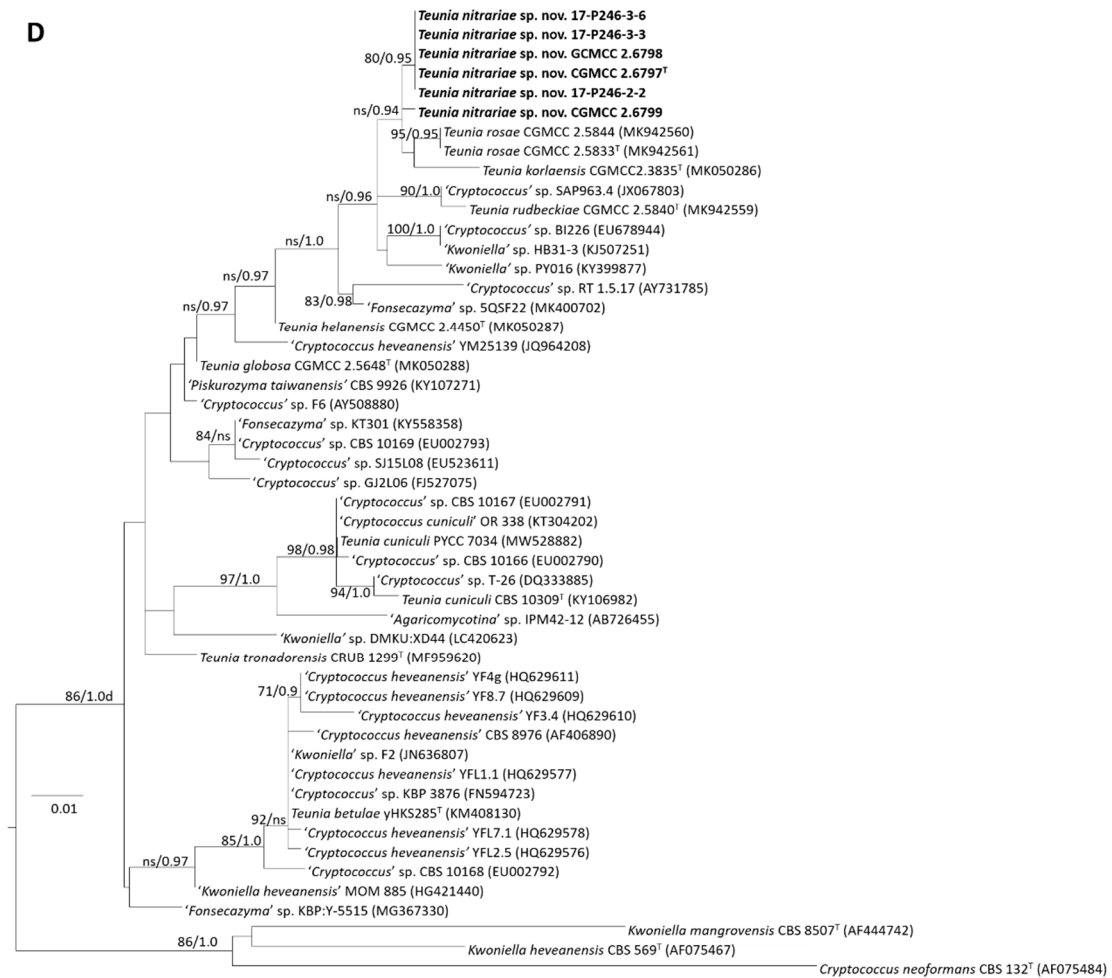 D
Teunia nitrariae sp. nov. 17-P246-3-6
Teunia nitrariae sp. nov. 17-P246-3-3
Teunia nitrariae sp. nov. GCMCC 2.6798
80/0.95
Teunia nitrariae sp. nov. CGMCC 2.6797ᵀ
Teunia nitrariae sp. nov. 17-P246-2-2
ns/0.94
Teunia nitrariae sp. nov. CGMCC 2.6799
95/0.95
Teunia rosae CGMCC 2.5844 (MK942560)
Teunia rosae CGMCC 2.5833ᵀ (MK942561)
Teunia korlaensis CGMCC2.3835ᵀ (MK050286)
90/1.0
‘Cryptococcus’ sp. SAP963.4 (JX067803)
ns/0.96
Teunia rudbeckiae CGMCC 2.5840ᵀ (MK942559)
100/1.0
‘Cryptococcus’ sp. BI226 (EU678944)
ns/1.0
‘Kwoniella’ sp. HB31-3 (KJ507251)
‘Kwoniella’ sp. PY016 (KY399877)
ns/0.97
‘Cryptococcus’ sp. RT 1.5.17 (AY731785)
83/0.98
‘Fonsecazyma’ sp. 5QSF22 (MK400702)
ns/0.97
Teunia helanensis CGMCC 2.4450ᵀ (MK050287)
‘Cryptococcus heveanensis’ YM25139 (JQ964208)
Teunia globosa CGMCC 2.5648ᵀ (MK050288)
‘Piskurozyma taiwanensis’ CBS 9926 (KY107271)
‘Cryptococcus’ sp. F6 (AY508880)
‘Fonsecazyma’ sp. KT301 (KY558358)
84/ns
‘Cryptococcus’ sp. CBS 10169 (EU002793)
‘Cryptococcus’ sp. SJ15L08 (EU523611)
‘Cryptococcus’ sp. GJ2L06 (FJ527075)
‘Cryptococcus’ sp. CBS 10167 (EU002791)
‘Cryptococcus cuniculi’ OR 338 (KT304202)
Teunia cuniculi PYCC 7034 (MW528882)
98/0.98
‘Cryptococcus’ sp. CBS 10166 (EU002790)
97/1.0
‘Cryptococcus’ sp. T-26 (DQ333885)
94/1.0
Teunia cuniculi CBS 10309ᵀ (KY106982)
‘Agaricomycotina’ sp. IPM42-12 (AB726455)
‘Kwoniella’ sp. DMKU:XD44 (LC420623)
Teunia tronadorensis CRUB 1299ᵀ (MF959620)
‘Cryptococcus heveanensis’ YF4g (HQ629611)
86/1.0d
71/0.9
‘Cryptococcus heveanensis’ YF8.7 (HQ629609)
‘Cryptococcus heveanensis’ YF3.4 (HQ629610)
‘Cryptococcus heveanensis’ CBS 8976 (AF406890)
‘Kwoniella’ sp. F2 (JN636807)
‘Cryptococcus heveanensis’ YFL1.1 (HQ629577)
‘Cryptococcus’ sp. KBP 3876 (FN594723)
0.01
Teunia betulae yHKS285ᵀ (KM408130)
92/ns
‘Cryptococcus heveanensis’ YFL7.1 (HQ629578)
85/1.0
‘Cryptococcus heveanensis’ YFL2.5 (HQ629576)
ns/0.97
‘Cryptococcus’ sp. CBS 10168 (EU002792)
‘Kwoniella heveanensis’ MOM 885 (HG421440)
‘Fonsecazyma’ sp. KBP:Y-5515 (MG367330)
Kwoniella mangrovensis CBS 8507ᵀ (AF444742)
86/1.0
Kwoniella heveanensis CBS 569ᵀ (AF075467)
Cryptococcus neoformans CBS 132ᵀ (AF075484)